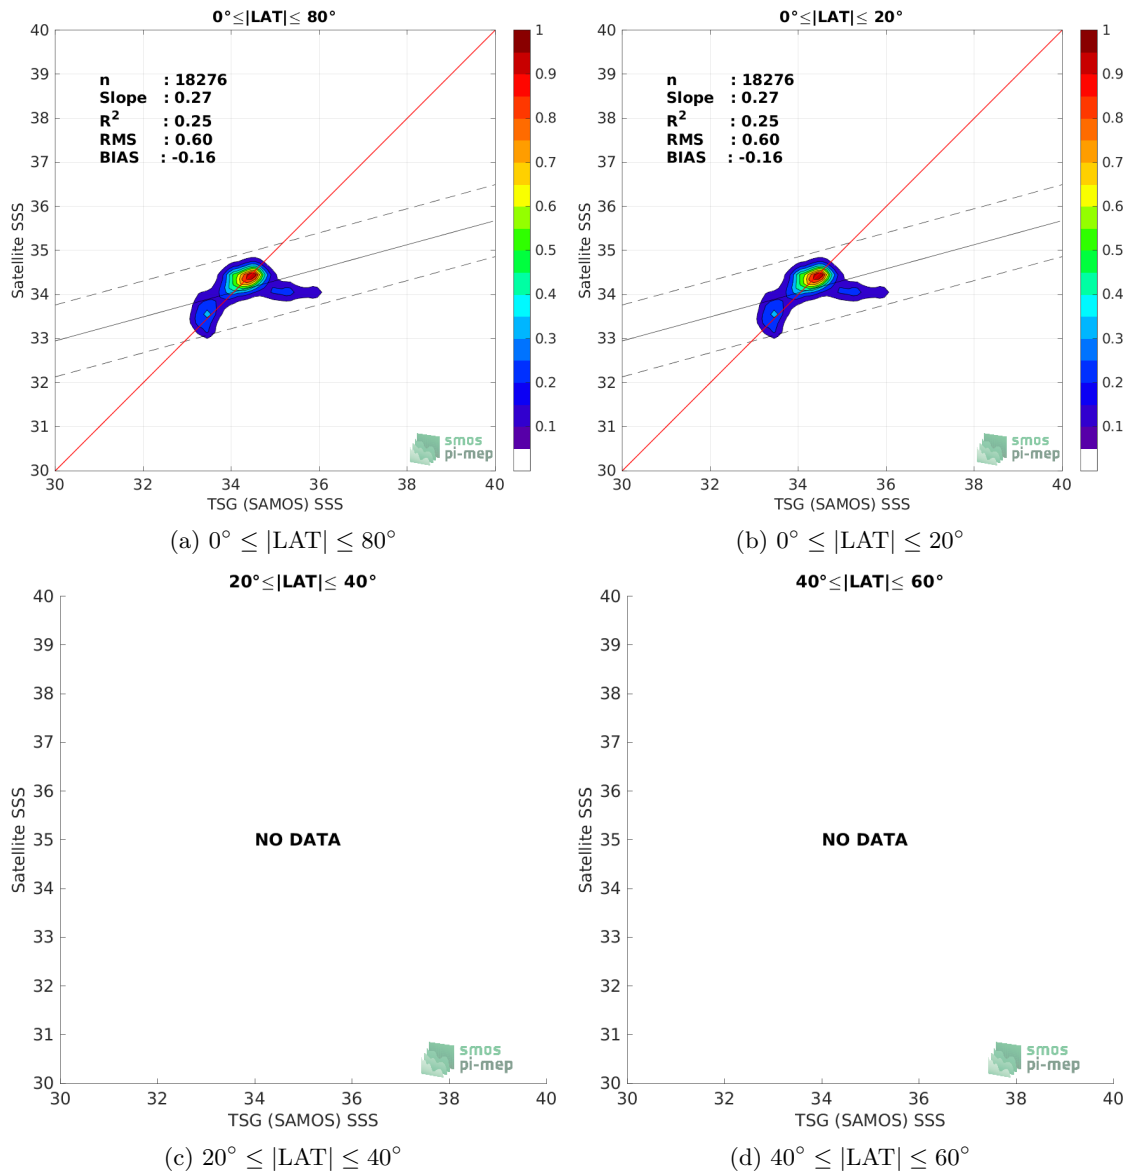 0°≤|LAT|≤ 80°
40
39
38
37
36
35
34
33
32
31
30
Satellite SSS
n : 18276
Slope : 0.27
R² : 0.25
RMS : 0.60
BIAS : -0.16
1
0.9
0.8
0.7
0.6
0.5
0.4
0.3
0.2
0.1
smos
pi-mep
30 32 34 36 38 40
TSG (SAMOS) SSS
(a) 0° ≤ |LAT| ≤ 80°
0°≤|LAT|≤ 20°
40
39
38
37
36
35
34
33
32
31
30
Satellite SSS
n : 18276
Slope : 0.27
R² : 0.25
RMS : 0.60
BIAS : -0.16
1
0.9
0.8
0.7
0.6
0.5
0.4
0.3
0.2
0.1
smos
pi-mep
30 32 34 36 38 40
TSG (SAMOS) SSS
(b) 0° ≤ |LAT| ≤ 20°
20°≤|LAT|≤ 40°
40
39
38
37
36
35
34
33
32
31
30
Satellite SSS
NO DATA
smos
pi-mep
30 32 34 36 38 40
TSG (SAMOS) SSS
(c) 20° ≤ |LAT| ≤ 40°
40°≤|LAT|≤ 60°
40
39
38
37
36
35
34
33
32
31
30
Satellite SSS
NO DATA
smos
pi-mep
30 32 34 36 38 40
TSG (SAMOS) SSS
(d) 40° ≤ |LAT| ≤ 60°